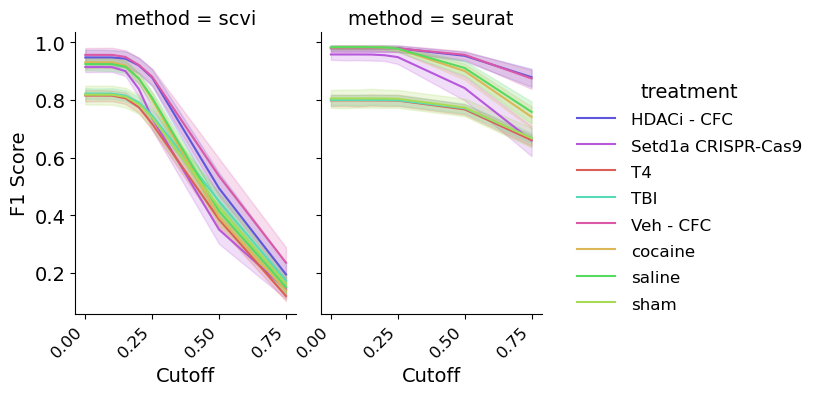 method = scvi
method = seurat
F1 Score
1.0
0.8
0.6
0.4
0.2
0.00
0.25
0.50
0.75
Cutoff
0.00
0.25
0.50
0.75
Cutoff
treatment
HDACi - CFC
Setd1a CRISPR-Cas9
T4
TBI
Veh - CFC
cocaine
saline
sham